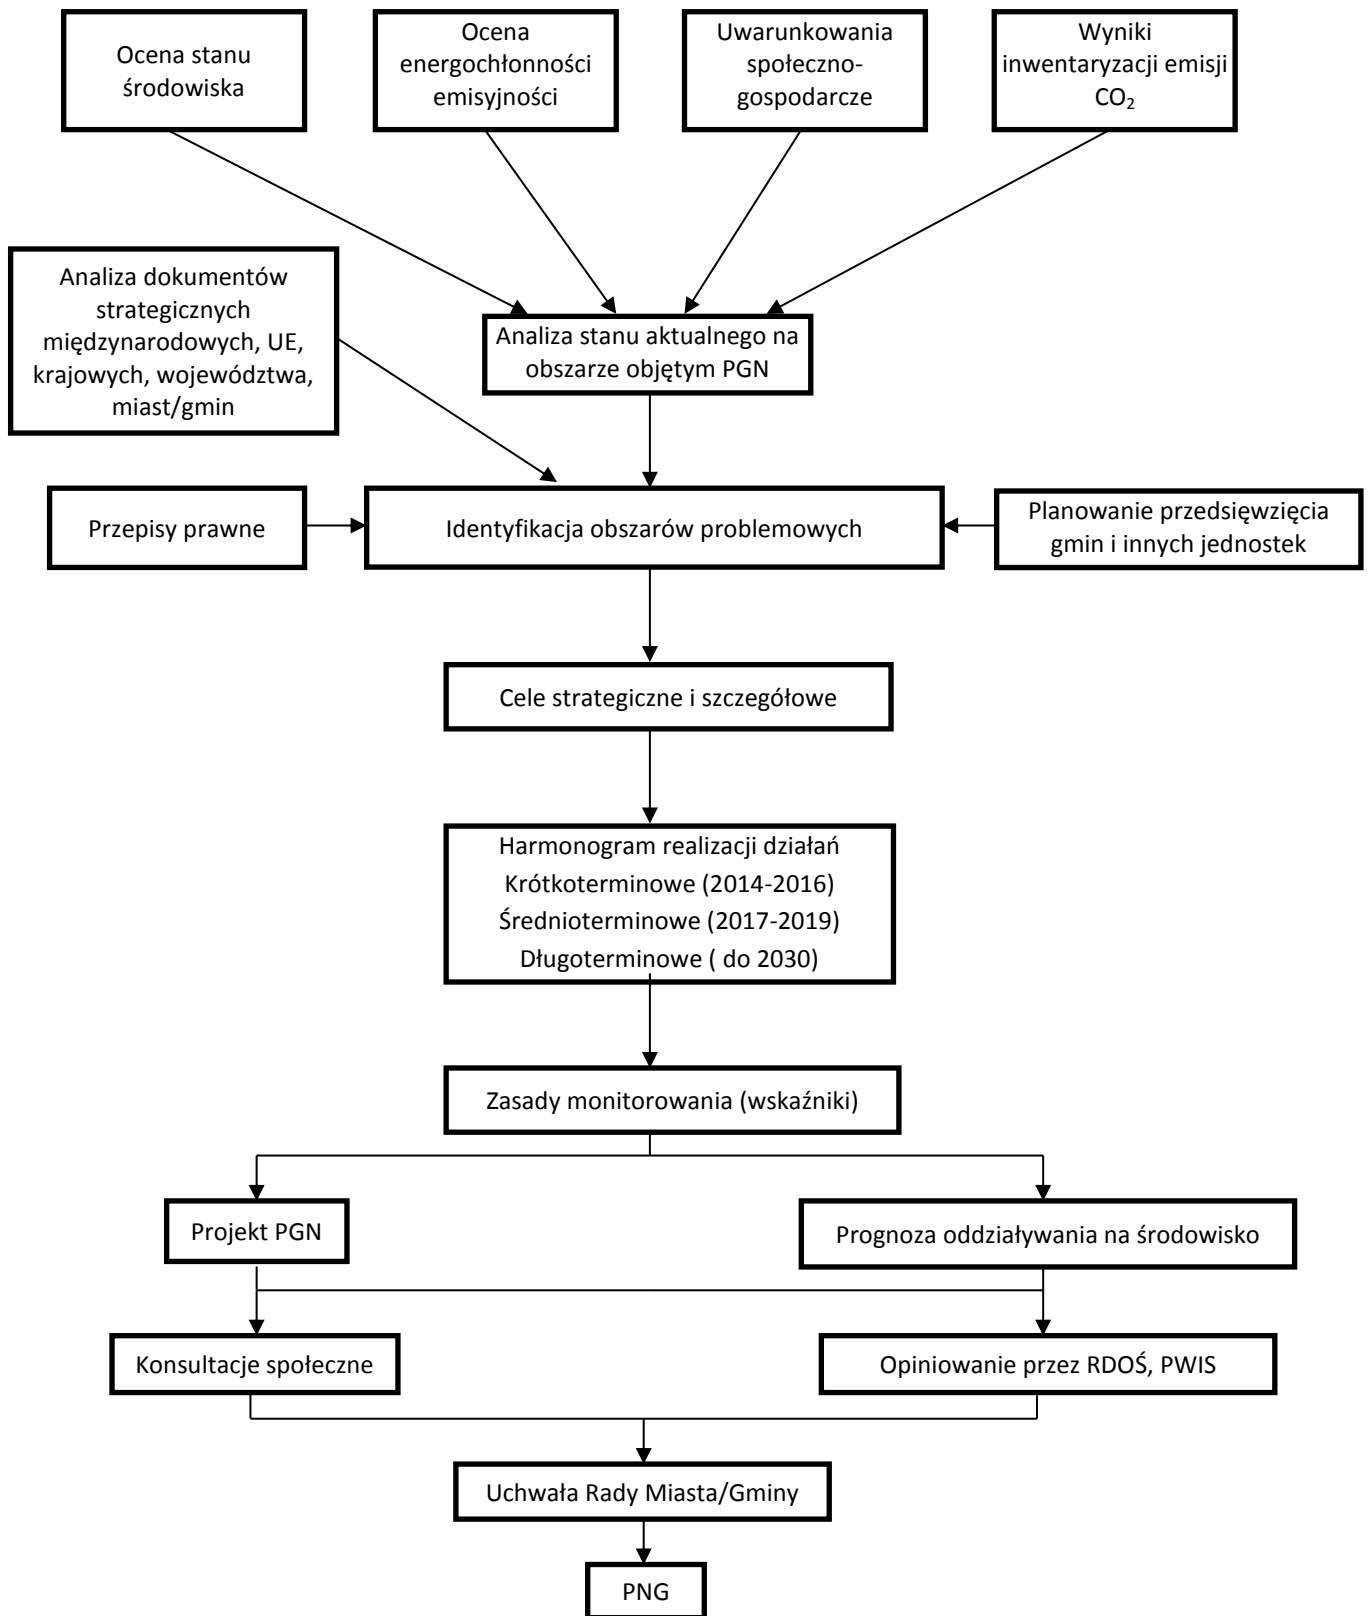 Ocena stanu
środowiska
Ocena
energochłonności
emisyjności
Uwarunkowania
społeczno-
gospodarcze
Wyniki
inwentaryzacji emisji
CO₂
Analiza dokumentów
strategicznych
międzynarodowych, UE,
krajowych, województwa,
miast/gmin
Analiza stanu aktualnego na
obszarze objętym PGN
Przepisy prawne
Identyfikacja obszarów problemowych
Planowanie przedsięwzięcia
gmin i innych jednostek
Cele strategiczne i szczegółowe
Harmonogram realizacji działań
Krótkoterminowe (2014-2016)
Średnioterminowe (2017-2019)
Długoterminowe ( do 2030)
Zasady monitorowania (wskaźniki)
Projekt PGN
Prognoza oddziaływania na środowisko
Konsultacje społeczne
Opiniowanie przez RDOŚ, PWIS
Uchwała Rady Miasta/Gminy
PNG